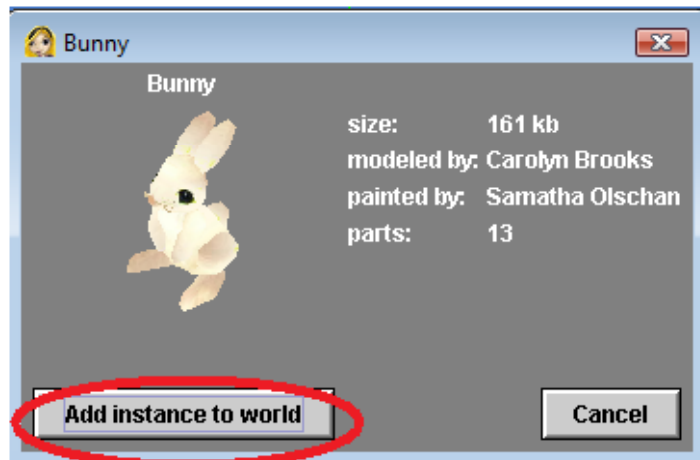 Bunny
Bunny
size: 161 kb
modeled by: Carolyn Brooks
painted by: Samatha Olschan
parts: 13
Add instance to world
Cancel